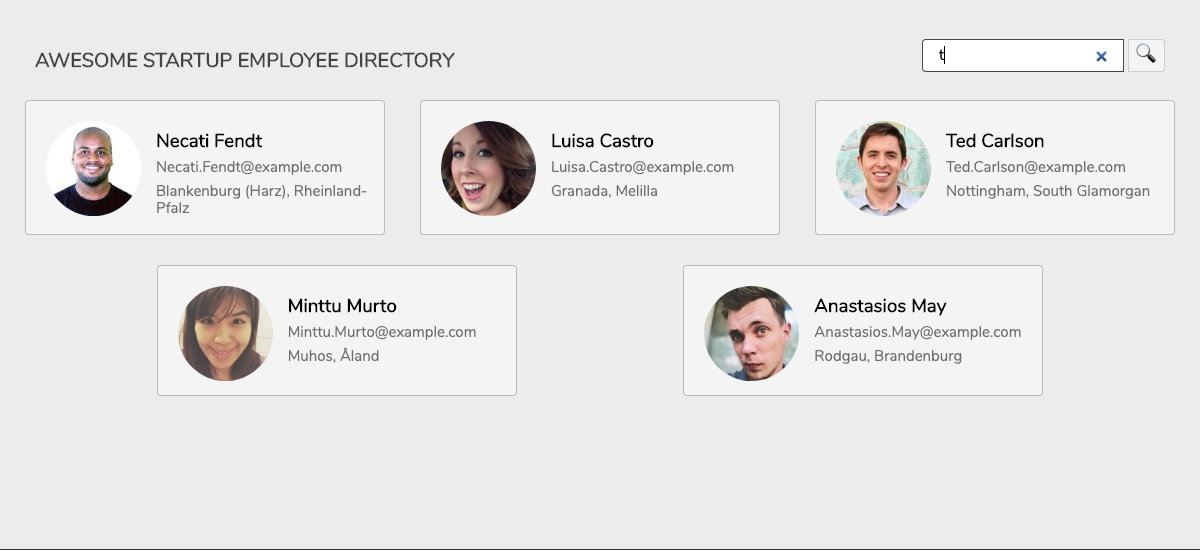 AWESOME STARTUP EMPLOYEE DIRECTORY
t
Necati Fendt
Necati.Fendt@example.com
Blankenburg (Harz), Rheinland-
Pfalz
Luisa Castro
Luisa.Castro@example.com
Granada, Melilla
Ted Carlson
Ted.Carlson@example.com
Nottingham, South Glamorgan
Minttu Murto
Minttu.Murto@example.com
Muhos, Åland
Anastasios May
Anastasios.May@example.com
Rodgau, Brandenburg